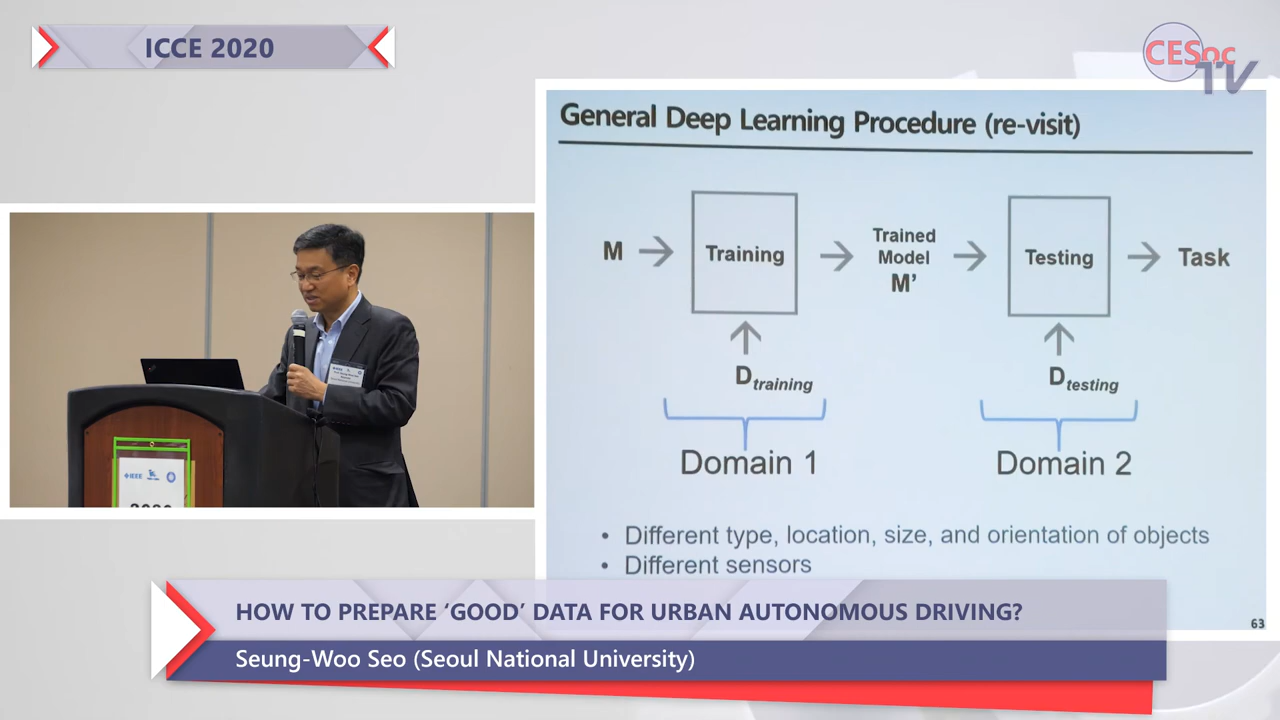 ICCE 2020
CESoc
TV
General Deep Learning Procedure (re-visit)
M
Training
Trained
Model
M’
Testing
Task
Dtraining
Dtesting
Domain 1
Domain 2
• Different type, location, size, and orientation of objects
• Different sensors
63
IEEE
HOW TO PREPARE ‘GOOD’ DATA FOR URBAN AUTONOMOUS DRIVING?
Seung-Woo Seo (Seoul National University)